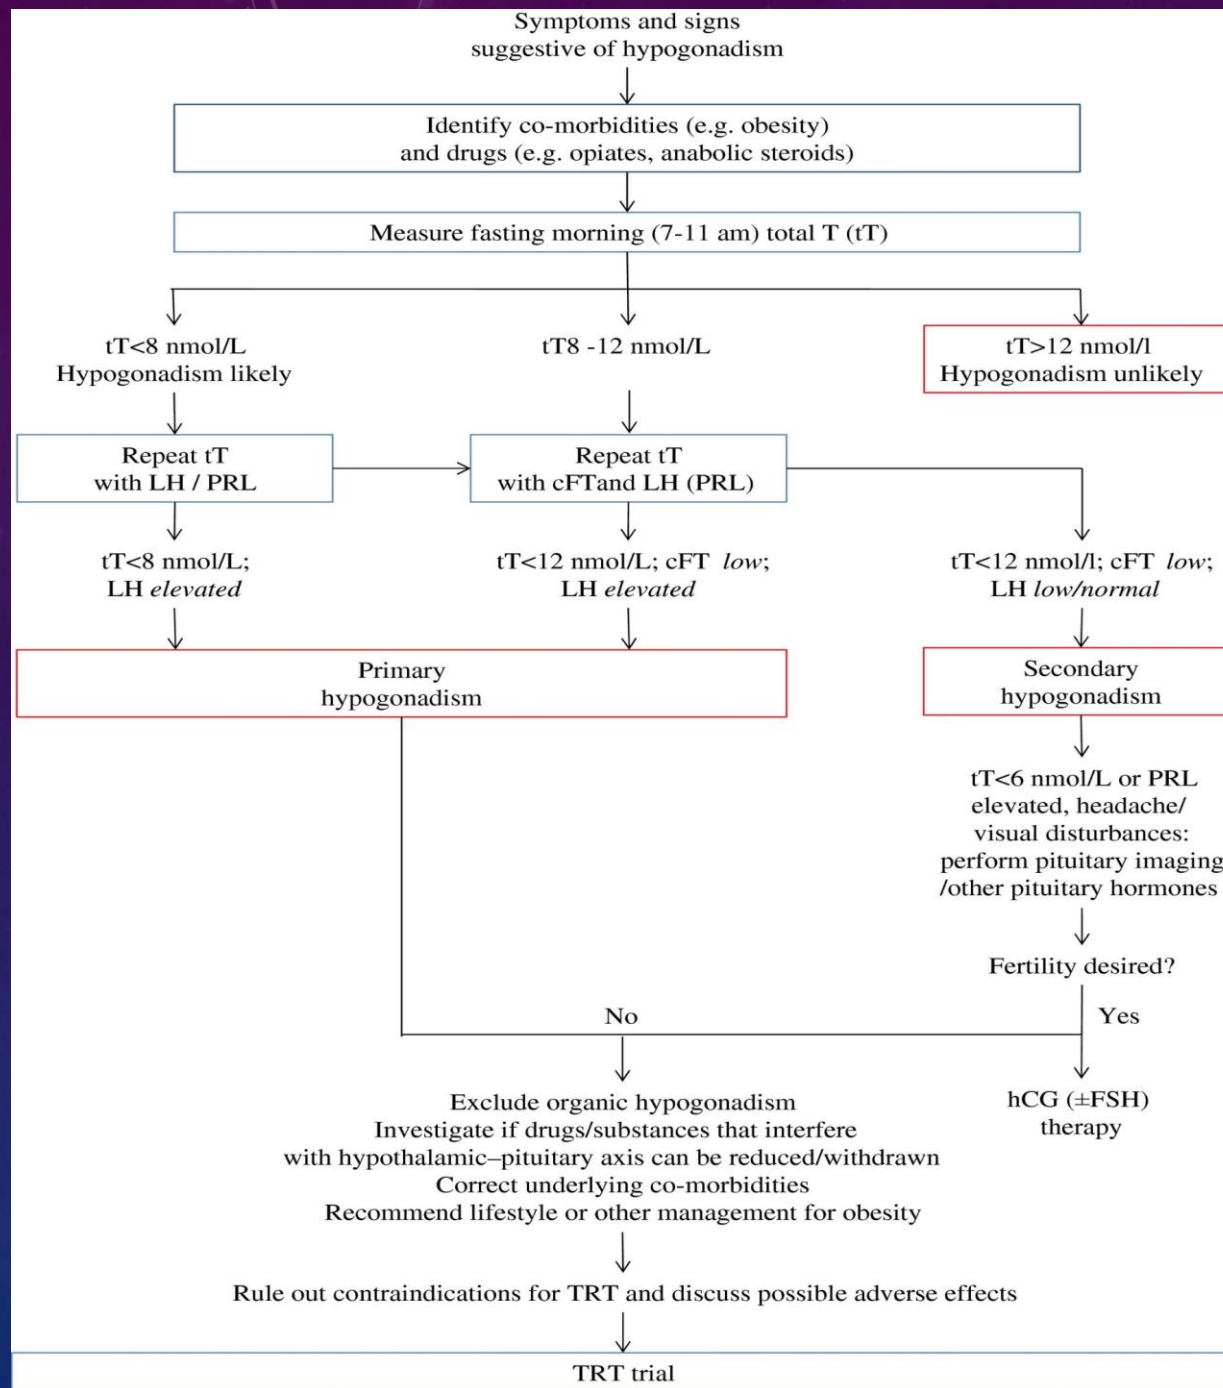 Symptoms and signs
suggestive of hypogonadism
Identify co-morbidities (e.g. obesity)
and drugs (e.g. opiates, anabolic steroids)
Measure fasting morning (7-11 am) total T (tT)
tT<8 nmol/L
Hypogonadism likely
tT8 -12 nmol/L
tT>12 nmol/l
Hypogonadism unlikely
Repeat tT
with LH / PRL
Repeat tT
with cFTand LH (PRL)
tT<8 nmol/L;
LH elevated
tT<12 nmol/L; cFT low;
LH elevated
tT<12 nmol/l; cFT low;
LH low/normal
Primary
hypogonadism
Secondary
hypogonadism
tT<6 nmol/L or PRL
elevated, headache/
visual disturbances:
perform pituitary imaging
/other pituitary hormones
Fertility desired?
No
Yes
hCG (±FSH)
therapy
Exclude organic hypogonadism
Investigate if drugs/substances that interfere
with hypothalamic–pituitary axis can be reduced/withdrawn
Correct underlying co-morbidities
Recommend lifestyle or other management for obesity
Rule out contraindications for TRT and discuss possible adverse effects
TRT trial